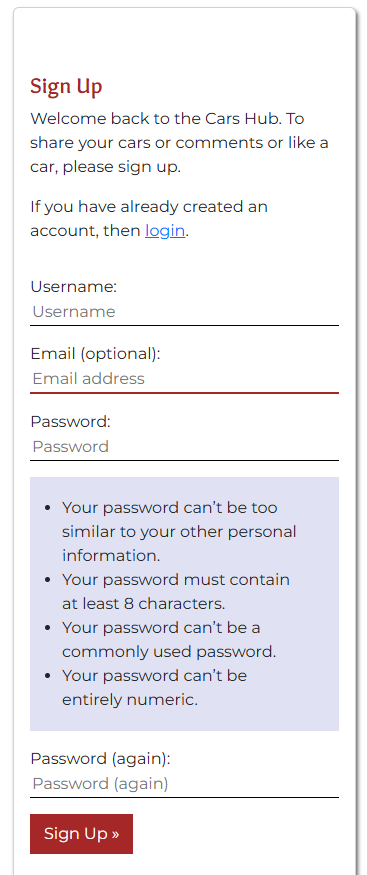 Sign Up
Welcome back to the Cars Hub. To
share your cars or comments or like a
car, please sign up.
If you have already created an
account, then login.
Username:
Username
Email (optional):
Email address
Password:
Password
• Your password can’t be too
similar to your other personal
information.
• Your password must contain
at least 8 characters.
• Your password can’t be a
commonly used password.
• Your password can’t be
entirely numeric.
Password (again):
Password (again)
Sign Up »